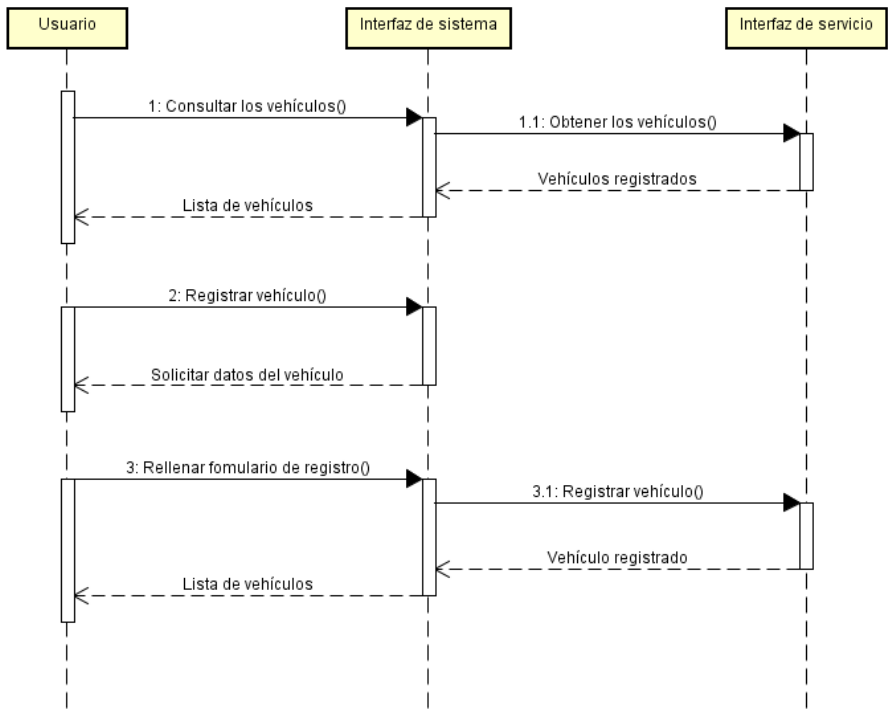 Usuario
Interfaz de sistema
Interfaz de servicio
1: Consultar los vehículos()
1.1: Obtener los vehículos()
Vehículos registrados
Lista de vehículos
2: Registrar vehículo()
Solicitar datos del vehículo
3: Rellenar fomulario de registro()
3.1: Registrar vehículo()
Vehículo registrado
Lista de vehículos